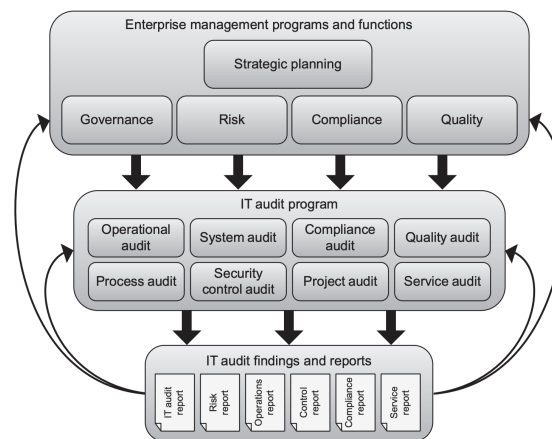 Enterprise management programs and functions
Strategic planning
Governance
Risk
Compliance
Quality
IT audit program
Operational
audit
System audit
Compliance
audit
Quality audit
Process audit
Security
control audit
Project audit
Service audit
IT audit findings and reports
IT audit
report
Risk
report
Operations
report
Control
report
Compliance
report
Service
report